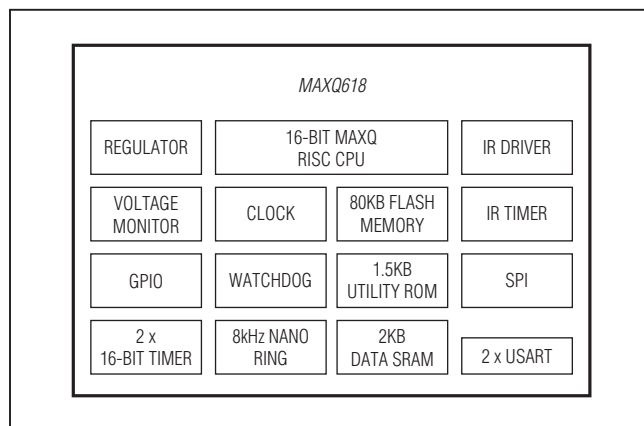 MAXQ618
REGULATOR
16-BIT MAXQ
RISC CPU
IR DRIVER
VOLTAGE
MONITOR
CLOCK
80KB FLASH
MEMORY
IR TIMER
GPIO
WATCHDOG
1.5KB
UTILITY ROM
SPI
2 x
16-BIT TIMER
8kHz NANO
RING
2KB
DATA SRAM
2 x USART